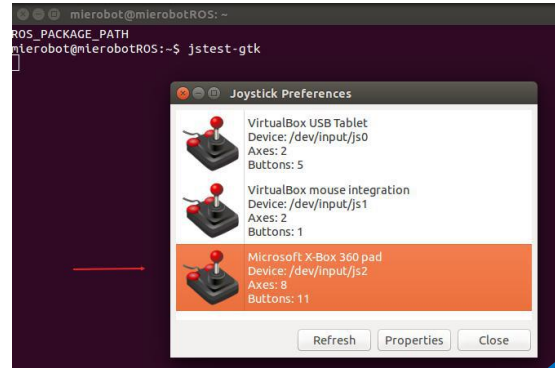 mierobot@mierobotROS: ~
ROS_PACKAGE_PATH
mierobot@mierobotROS:~$ jstest-gtk
Joystick Preferences
VirtualBox USB Tablet
Device: /dev/input/js0
Axes: 2
Buttons: 5
VirtualBox mouse integration
Device: /dev/input/js1
Axes: 2
Buttons: 1
Microsoft X-Box 360 pad
Device: /dev/input/js2
Axes: 8
Buttons: 11
Refresh Properties Close